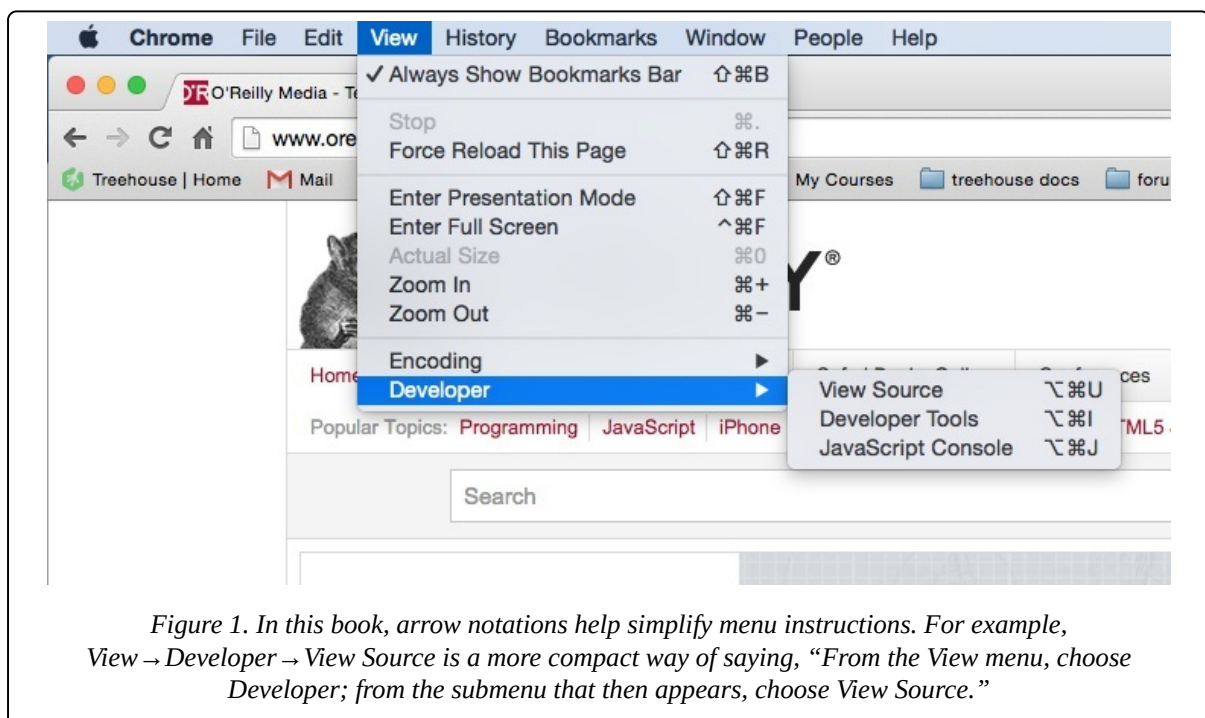 Chrome File Edit View History Bookmarks Window People Help
✓ Always Show Bookmarks Bar ⇧⌘B
O'Reilly Media - Te
Stop ⌘.
www.ore
Force Reload This Page ⇧⌘R
Treehouse | Home Mail My Courses treehouse docs foru
Enter Presentation Mode ⇧⌘F
Enter Full Screen ^⌘F
Actual Size ⌘0
Y®
Zoom In ⌘+
Zoom Out ⌘−
Encoding ▶
Home ces
Developer ▶
View Source ⌥⌘U
Popular Topics: Programming JavaScript iPhone
Developer Tools ⌥⌘I
TML5
JavaScript Console ⌥⌘J
Search
Figure 1. In this book, arrow notations help simplify menu instructions. For example,
View→Developer→View Source is a more compact way of saying, “From the View menu, choose
Developer; from the submenu that then appears, choose View Source.”